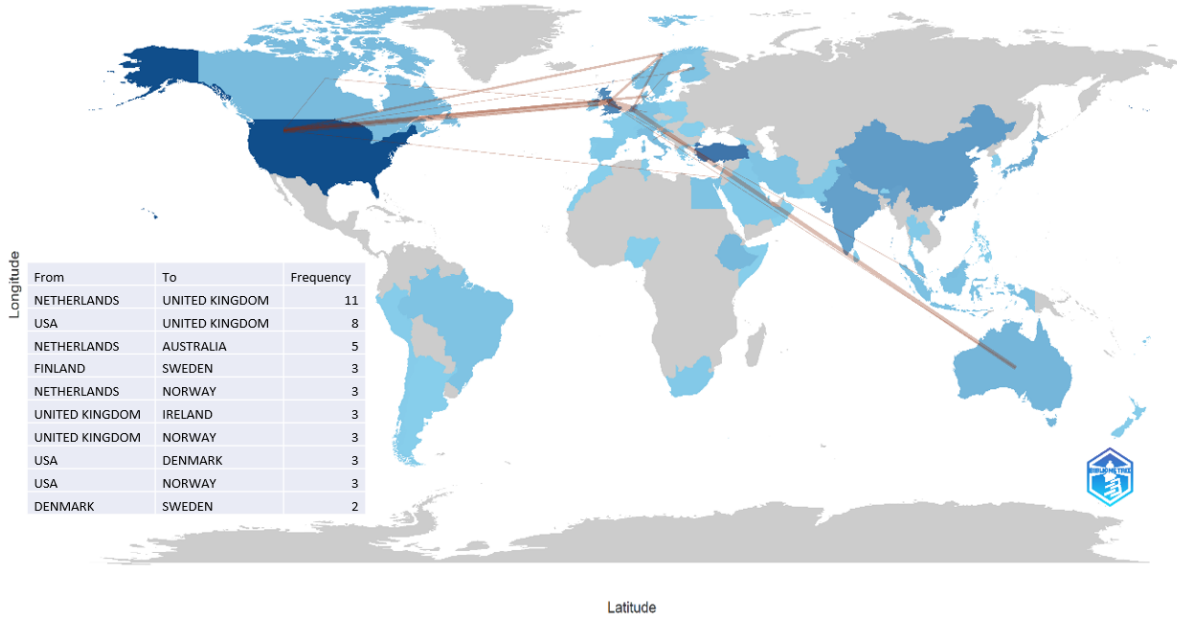 Longitude
From To Frequency
NETHERLANDS UNITED KINGDOM 11
USA UNITED KINGDOM 8
NETHERLANDS AUSTRALIA 5
FINLAND SWEDEN 3
NETHERLANDS NORWAY 3
UNITED KINGDOM IRELAND 3
UNITED KINGDOM NORWAY 3
USA DENMARK 3
USA NORWAY 3
DENMARK SWEDEN 2
Latitude